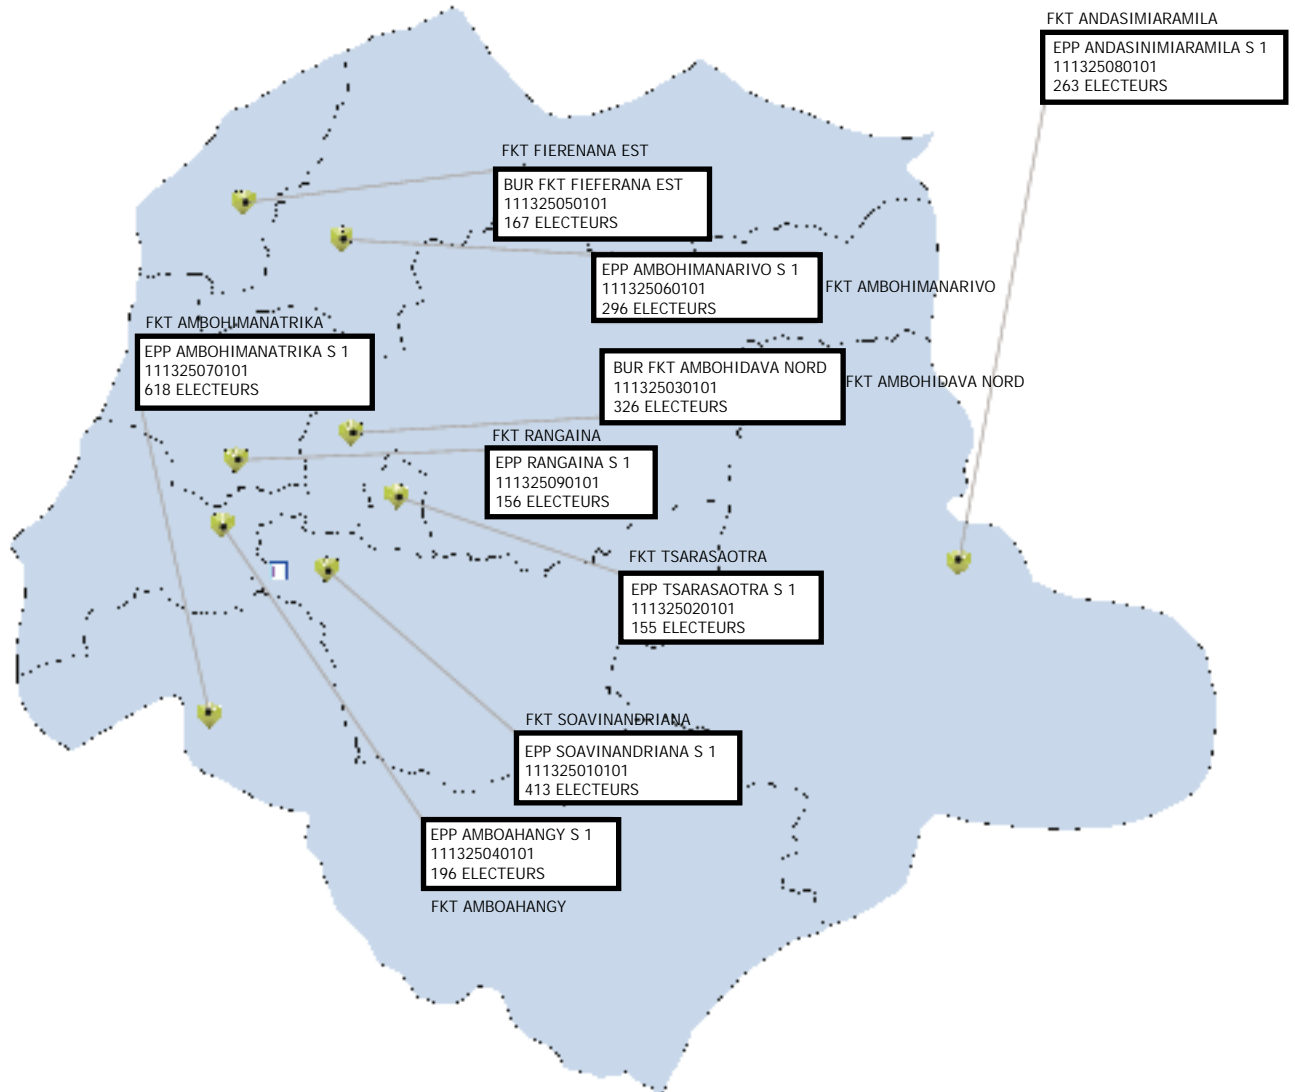 FKT ANDASIMIARAMILA
EPP ANDASINIMIARAMILA S 1
111325080101
263 ELECTEURS
FKT FIERENANA EST
BUR FKT FIEFERANA EST
111325050101
167 ELECTEURS
EPP AMBOHIMANARIVO S 1
111325060101
296 ELECTEURS
FKT AMBOHIMANARIVO
FKT AMBOHIMANATRIKA
EPP AMBOHIMANATRIKA S 1
111325070101
618 ELECTEURS
BUR FKT AMBOHIDAVA NORD
111325030101
326 ELECTEURS
FKT AMBOHIDAVA NORD
FKT RANGAINA
EPP RANGAINA S 1
111325090101
156 ELECTEURS
FKT TSARASAOTRA
EPP TSARASAOTRA S 1
111325020101
155 ELECTEURS
FKT SOAVINANDRIANA
EPP SOAVINANDRIANA S 1
111325010101
413 ELECTEURS
EPP AMBOAHANGY S 1
111325040101
196 ELECTEURS
FKT AMBOAHANGY